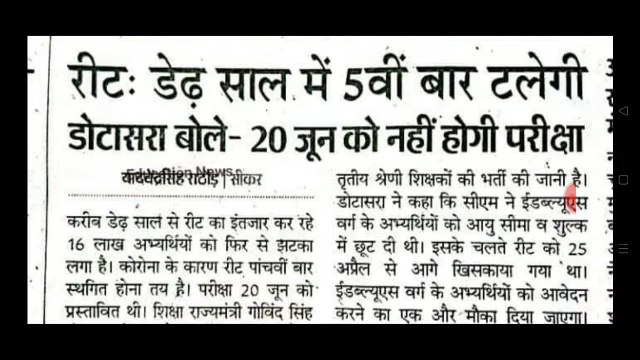 रीटः डेढ़ साल में 5वीं बार टलेगी
डोटासरा बोले- 20 जून को नहीं होगी परीक्षा
यादवेंद्रसिंह राठौड़ | सीकर
करीब डेढ़ साल से रीट का इंतजार कर रहे
16 लाख अभ्यर्थियों को फिर से झटका
लगा है। कोरोना के कारण रीट पांचवीं बार
स्थगित होना तय है। परीक्षा 20 जून को
प्रस्तावित थी। शिक्षा राज्यमंत्री गोविंद सिंह
तृतीय श्रेणी शिक्षकों की भर्ती की जानी है।
डोटासरा ने कहा कि सीएम ने ईडब्ल्यूएस
वर्ग के अभ्यर्थियों को आयु सीमा व शुल्क
में छूट दी थी। इसके चलते रीट को 25
अप्रैल से आगे खिसकाया गया था।
ईडब्ल्यूएस वर्ग के अभ्यर्थियों को आवेदन
करने का एक और मौका दिया जाएगा।